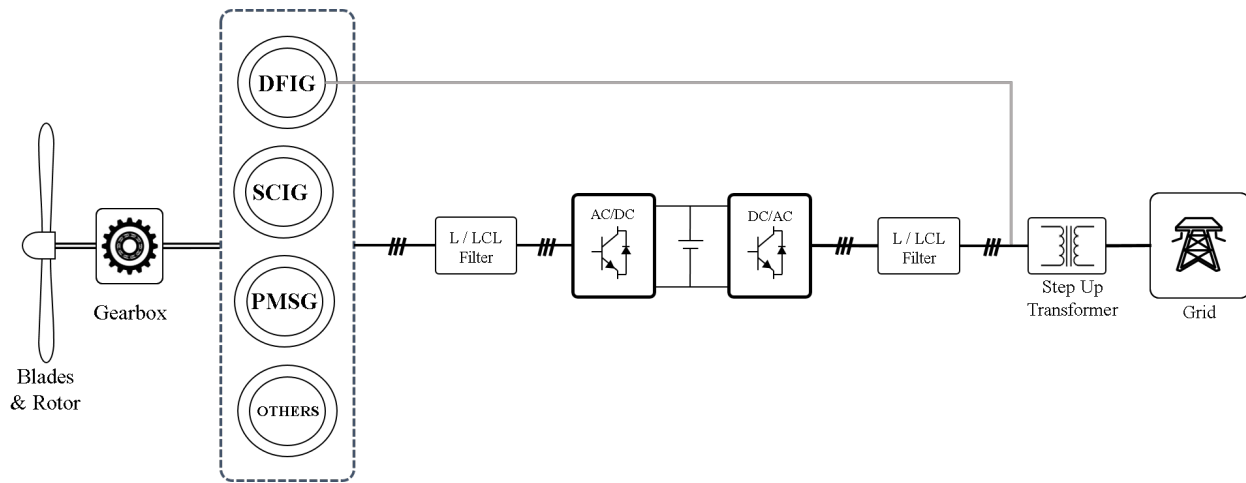 DFIG
SCIG
PMSG
OTHERS
Blades
& Rotor
Gearbox
L / LCL
Filter
AC/DC
DC/AC
L / LCL
Filter
Step Up
Transformer
Grid